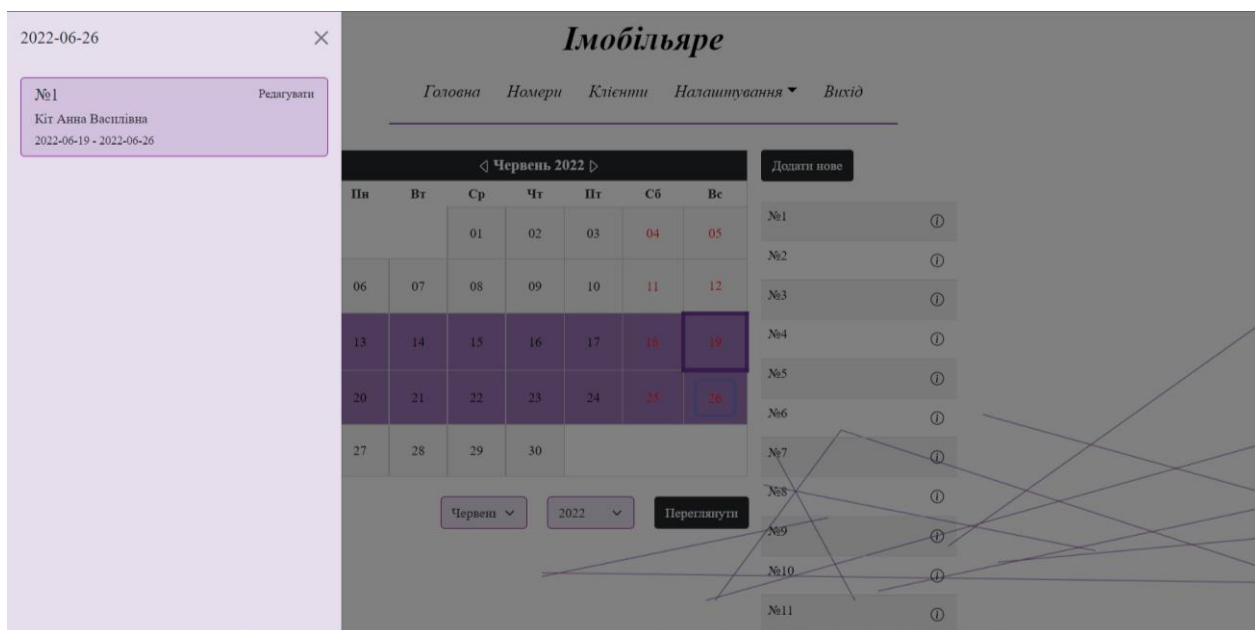 2022-06-26
№1 Редагувати
Кіт Анна Василівна
2022-06-19 - 2022-06-26
Імобільяре
Головна Номери Клієнти Налаштування Вихід
Червень 2022
Пн Вт Ср Чт Пт Сб Вс
01 02 03 04 05
06 07 08 09 10 11 12
13 14 15 16 17 18 19
20 21 22 23 24 25 26
27 28 29 30
Червень 2022 Переглянути
Додати нове
№1
№2
№3
№4
№5
№6
№7
№8
№9
№10
№11